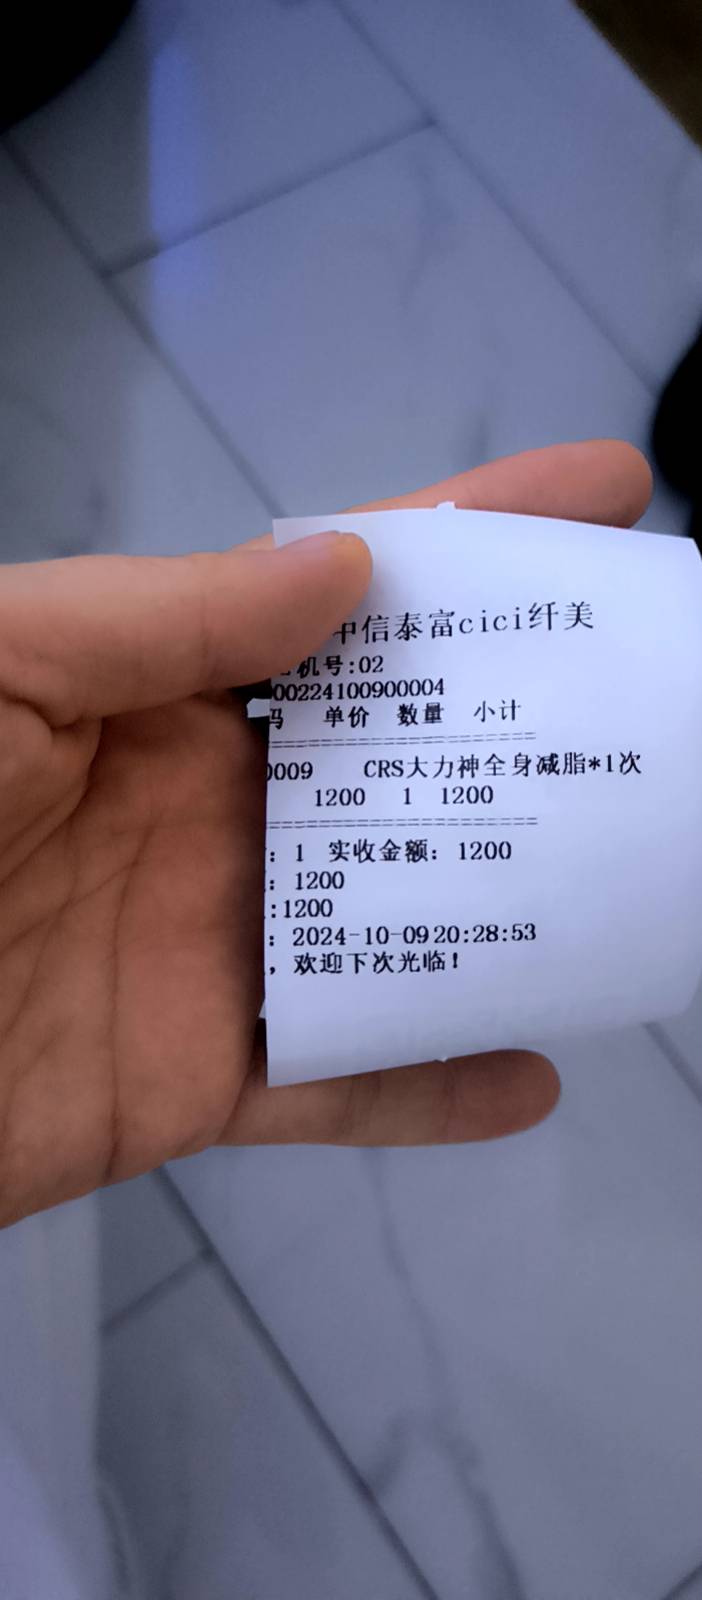 中信泰富cici纤美
机号:02
00224100900004
码 单价 数量 小计
0009 CRS大力神全身减脂*1次
1200 1 1200
: 1 实收金额: 1200
: 1200
:1200
: 2024-10-09 20:28:53
，欢迎下次光临!